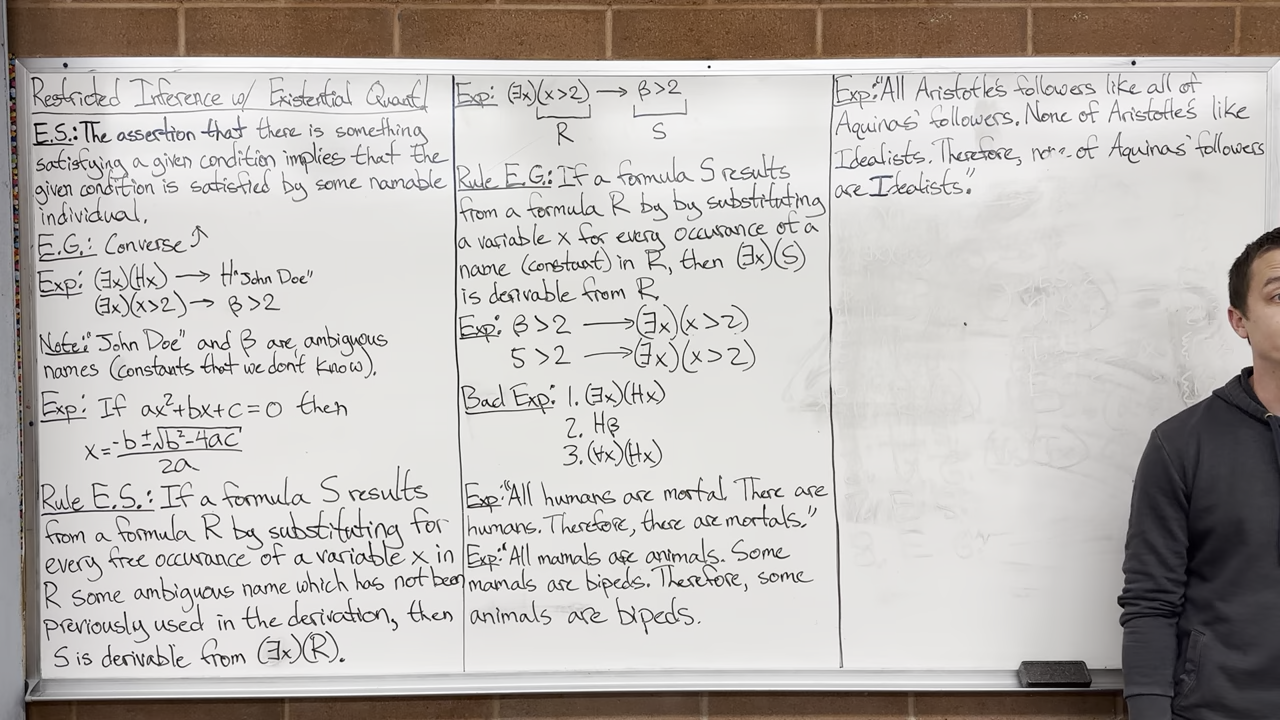 Restricted Inference w/ Existential Quant!
E.S.: The assertion that there is something
satisfying a given condition implies that the
given condition is satisfied by some namable
individual.
E.G.: Converse ↑
Exp: (∃x)(Hx) → H"John Doe"
(∃x)(x>2) → β>2
Note: "John Doe" and β are ambiguous
names (constants that we don't know).
Exp: If ax²+bx+c=0 then
x = -b±√b²-4ac
2a
Rule E.S.: If a formula S results
from a formula R by substituting for
every free occurance of a variable x in
R some ambiguous name which has not been
previously used in the derivation, then
S is derivable from (∃x)(R).
Exp: (∃x)(x>2) → β>2
R S
Rule E.G.: If a formula S results
from a formula R by by substituting
a variable x for every occurance of a
name (constant) in R, then (∃x)(S)
is derivable from R
Exp: β>2 → (∃x)(x>2)
5>2 → (∃x)(x>2)
Bad Exp: 1. (∃x)(Hx)
2. Hβ
3. (∀x)(Hx)
Exp: "All humans are mortal. There are
humans. Therefore, there are mortals."
Exp: "All mamals are animals. Some
mamals are bipeds. Therefore, some
animals are bipeds.
Exp: "All Aristotle's followers like all of
Aquinas' followers. None of Aristotle's like
Idealists. Therefore, none of Aquinas' followers
are Idealists."